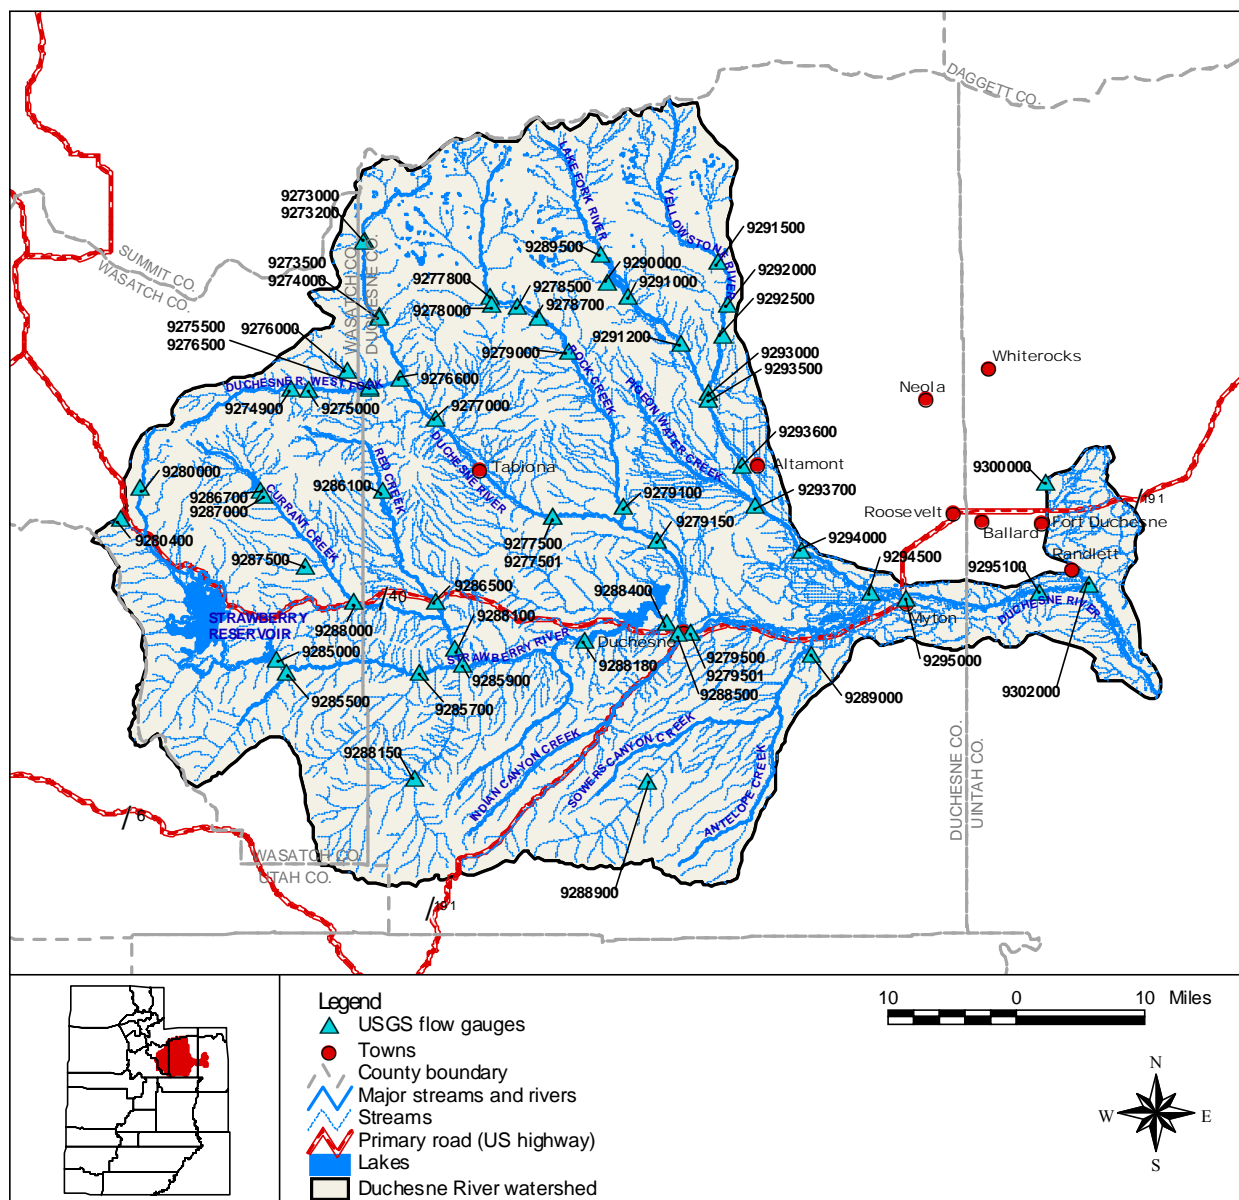 DAGGETT CO.
SUMMIT CO.
WASATCH CO.
WASATCH CO.
DUCHESNE CO.
LAKE FORK RIVER
YELLOWSTONE RIVER
9273000
9273200
9273500
9274000
9291500
9289500
9290000
9292000
9277800
9278500
9291000
9278000
9278700
9292500
9275500
9276000
9276500
9291200
9279000
9293000
9293500
Whiterocks
Neola
DUCHESNE R. WEST FORK
9276600
9274900
9275000
9277000
ROCK CREEK
PIGEON WATER CREEK
DUCHESNE RIVER
RED CREEK
Tabiona
9293600
Altamont
9280000
9286700
9287000
CURRANT CREEK
9286100
9279100
9293700
9300000
191
Roosevelt
Ballard
Fort Duchesne
Randlett
9280400
9277500
9277501
9279150
9294000
9294500
9295100
9287500
9286500
9288400
40
9288100
STRAWBERRY
RESERVOIR
9288000
STRAWBERRY RIVER
Duchesne
Myton
DUCHESNE RIVER
9285000
9285500
9285900
9285700
9288180
9279500
9279501
9288500
9289000
9295000
9302000
9288150
INDIAN CANYON CREEK
SOWERS CANYON CREEK
ANTELOPE CREEK
DUCHESNE CO.
UINTAH CO.
6
WASATCH CO.
UTAH CO.
9288900
191
Legend
USGS flow gauges
Towns
County boundary
Major streams and rivers
Streams
Primary road (US highway)
Lakes
Duchesne River watershed
10 0 10 Miles
N
W E
S